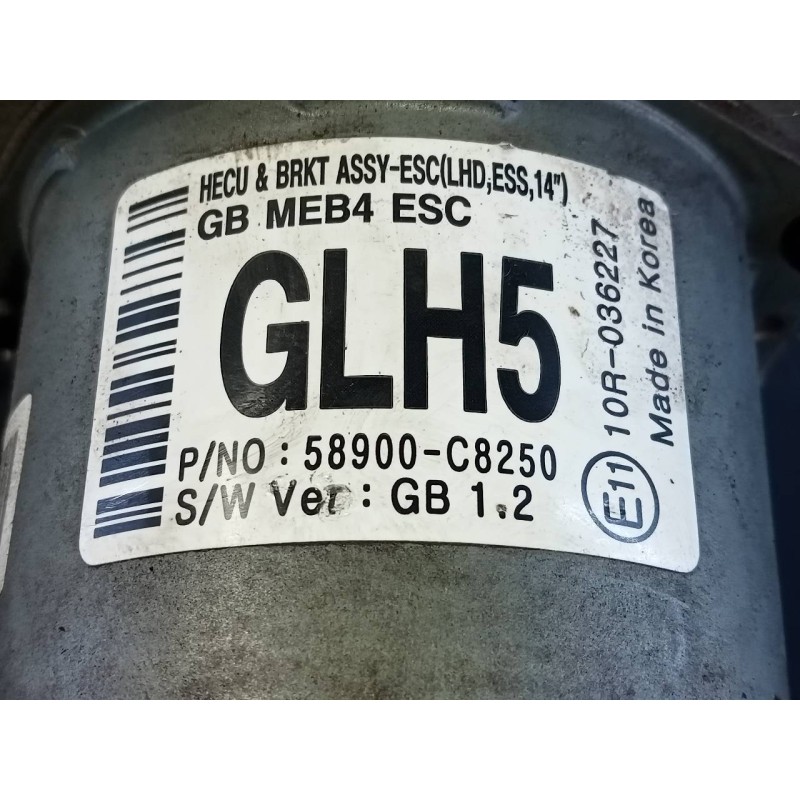 HECU & BRKT ASSY-ESC(LHD,ESS,14")
GB MEB4 ESC
GLH5
P/NO : 58900-C8250
S/W Ver : GB 1.2
E11 10R-036227
Made in Korea